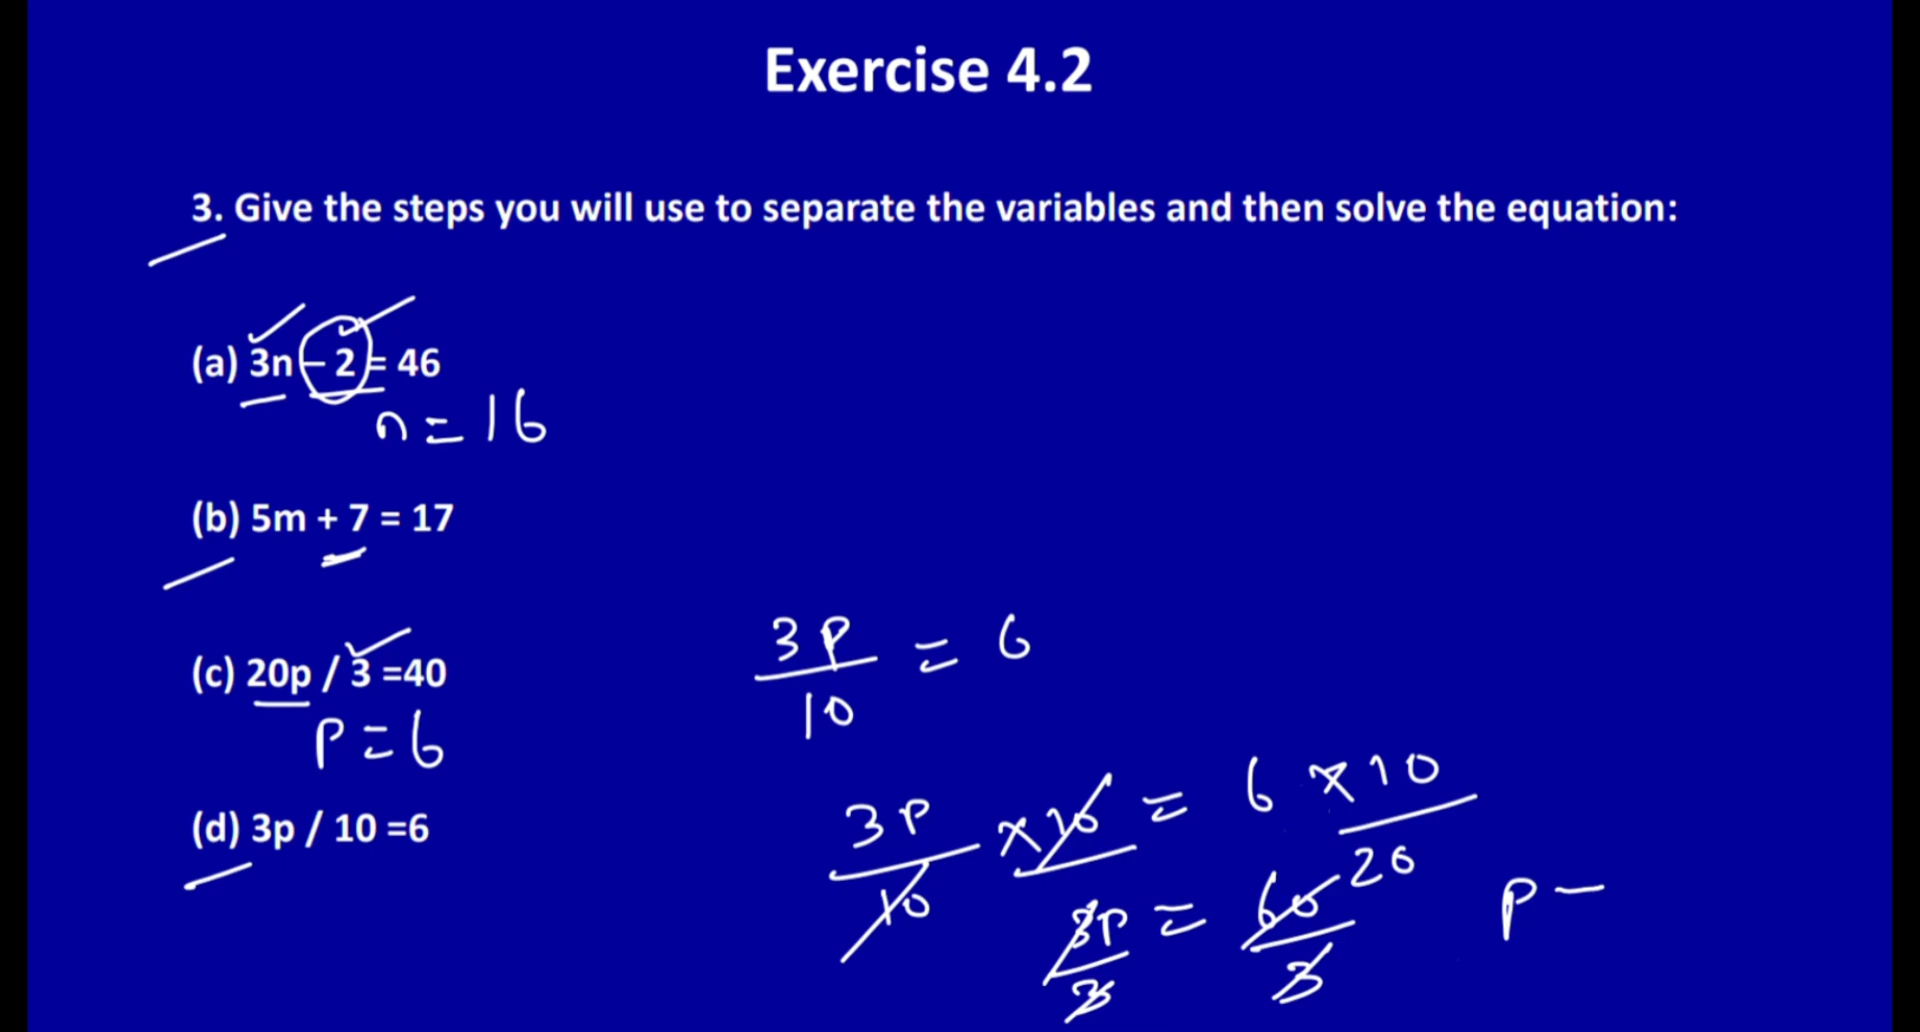 Exercise 4.2
3. Give the steps you will use to separate the variables and then solve the equation:
(a) 3n – 2 = 46
n = 16
(b) 5m + 7 = 17
(c) 20p / 3 =40
p = 6
(d) 3p / 10 =6
3p/10 = 6
3p/10 × 10 = 6 × 10
3p/3 = 60/3 20
p –